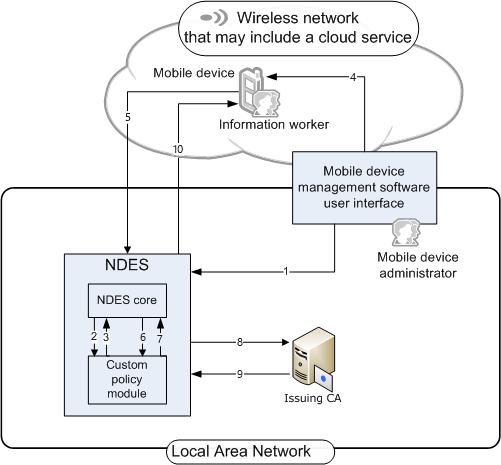 Wireless network
that may include a cloud service
Mobile device
4
5
Information worker
10
Mobile device
management software
user interface
Mobile device
administrator
NDES
1
NDES core
2
3
6
7
8
Custom
policy
module
9
Issuing CA
Local Area Network